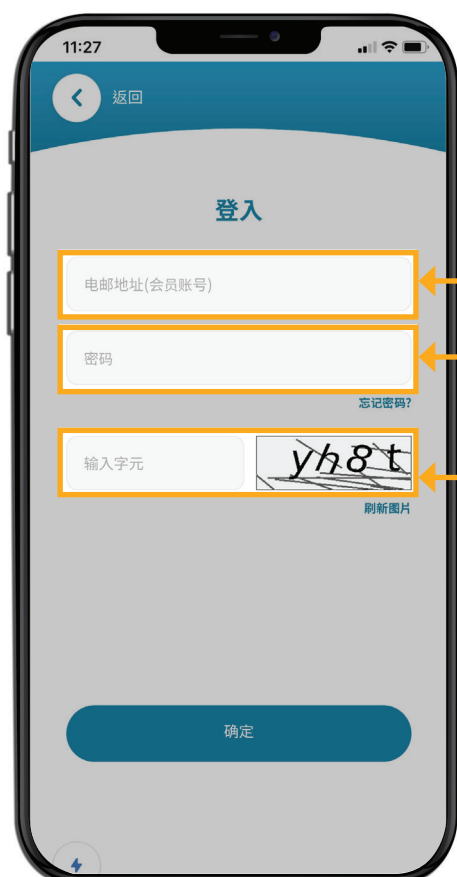 11:27
返回
登入
电邮地址(会员账号)
密码
忘记密码?
输入字元
yh8t
刷新图片
确定